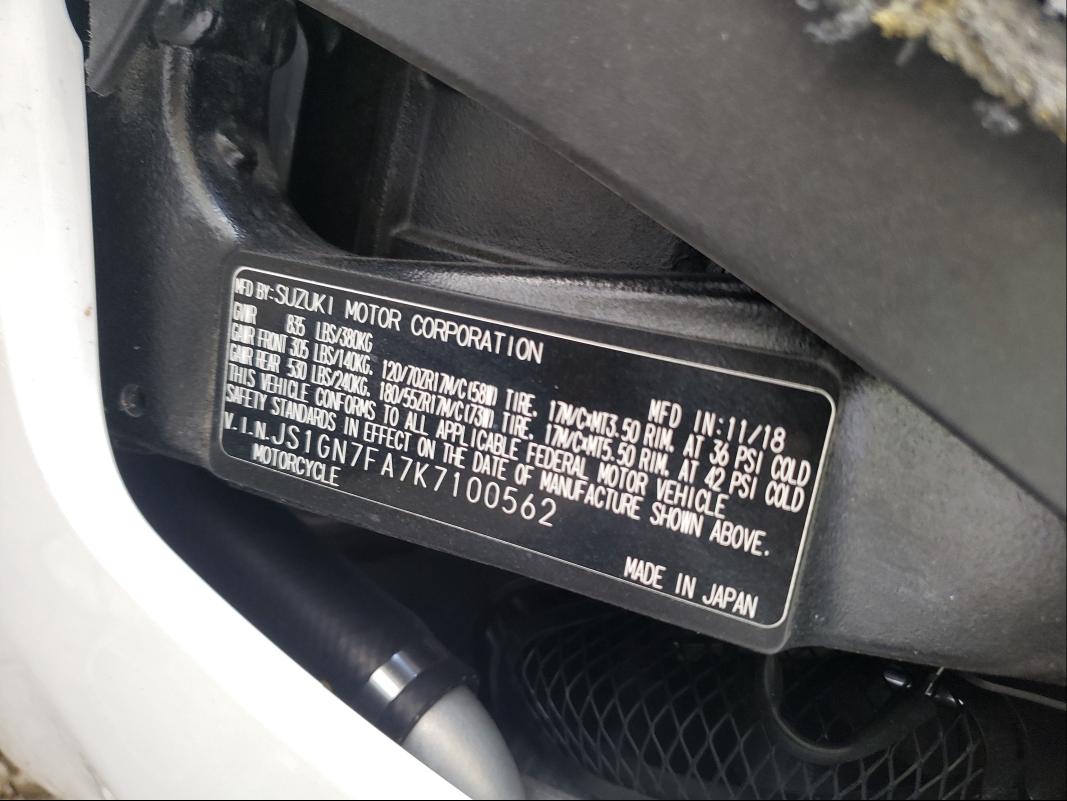 MFD BY: SUZUKI MOTOR CORPORATION
GVWR 835 LBS/380KG MFD IN: 11/18
GAWR FRONT 305 LBS/140KG. 120/70ZR17M/C(58W) TIRE, 17M/C×MT3.50 RIM. AT 36 PSI COLD
GAWR REAR 530 LBS/240KG. 180/55ZR17M/C(73W) TIRE, 17M/C×MT5.50 RIM. AT 42 PSI COLD
THIS VEHICLE CONFORMS TO ALL APPLICABLE FEDERAL MOTOR VEHICLE
SAFETY STANDARDS IN EFFECT ON THE DATE OF MANUFACTURE SHOWN ABOVE.
V.I.N. JS1GN7FA7K7100562
MOTORCYCLE
MADE IN JAPAN